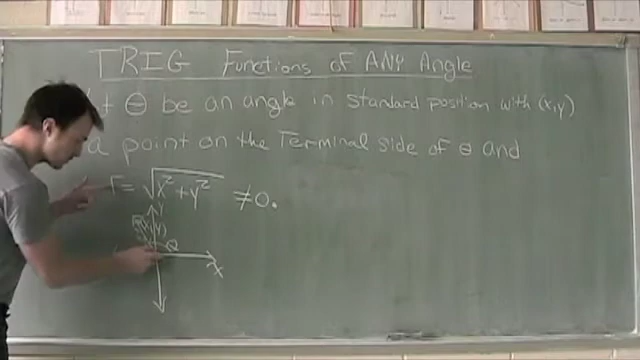 TRIG Functions of ANY Angle
t θ be an angle in standard position with (x,y)
a point on the Terminal side of θ and
r = √x²+y² ≠0.
y
(x,y)
θ
x